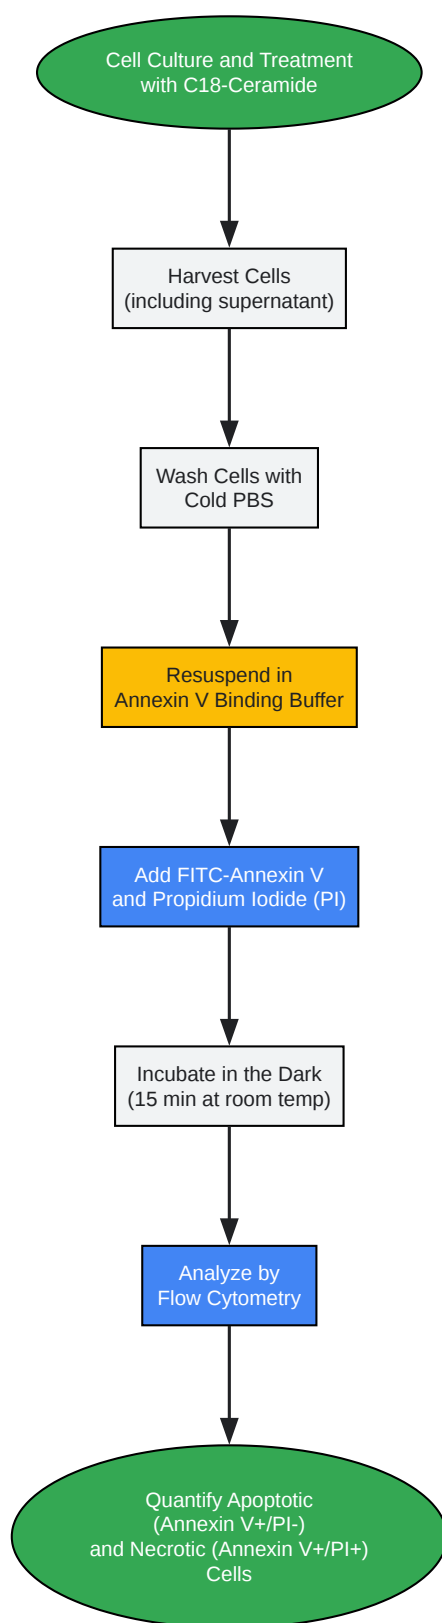 Cell Culture and Treatment
with C18-Ceramide
Harvest Cells
(including supernatant)
Wash Cells with
Cold PBS
Resuspend in
Annexin V Binding Buffer
Add FITC-Annexin V
and Propidium Iodide (PI)
Incubate in the Dark
(15 min at room temp)
Analyze by
Flow Cytometry
Quantify Apoptotic
(Annexin V+/PI-)
and Necrotic (Annexin V+/PI+)
Cells